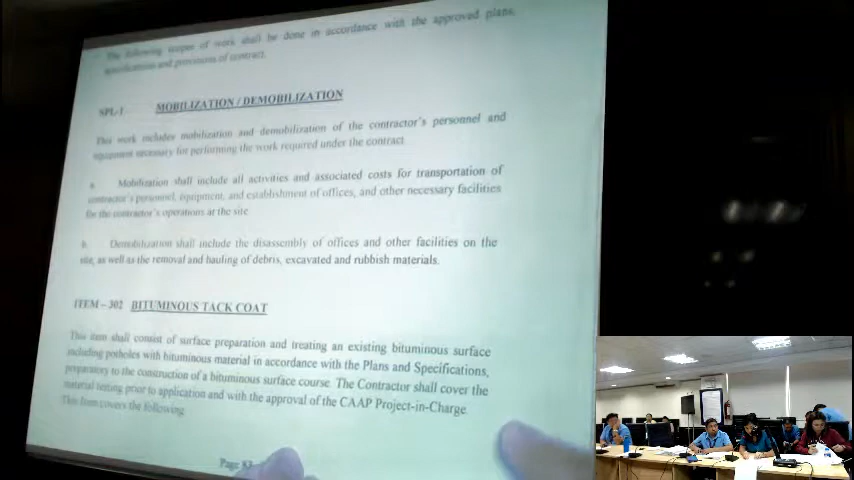 The following scopes of work shall be done in accordance with the approved plans,
specifications and provisions of contract.
SPL-1 MOBILIZATION / DEMOBILIZATION
This work includes mobilization and demobilization of the contractor's personnel and
equipment necessary for performing the work required under the contract
a. Mobilization shall include all activities and associated costs for transportation of
contractor's personnel, equipment, and establishment of offices, and other necessary facilities
for the contractor's operations at the site
b. Demobilization shall include the disassembly of offices and other facilities on the
site, as well as the removal and hauling of debris, excavated and rubbish materials.
ITEM – 302 BITUMINOUS TACK COAT
This item shall consist of surface preparation and treating an existing bituminous surface
including potholes with bituminous material in accordance with the Plans and Specifications,
preparatory to the construction of a bituminous surface course. The Contractor shall cover the
material testing prior to application and with the approval of the CAAP Project-in-Charge
This Item covers the following
Page